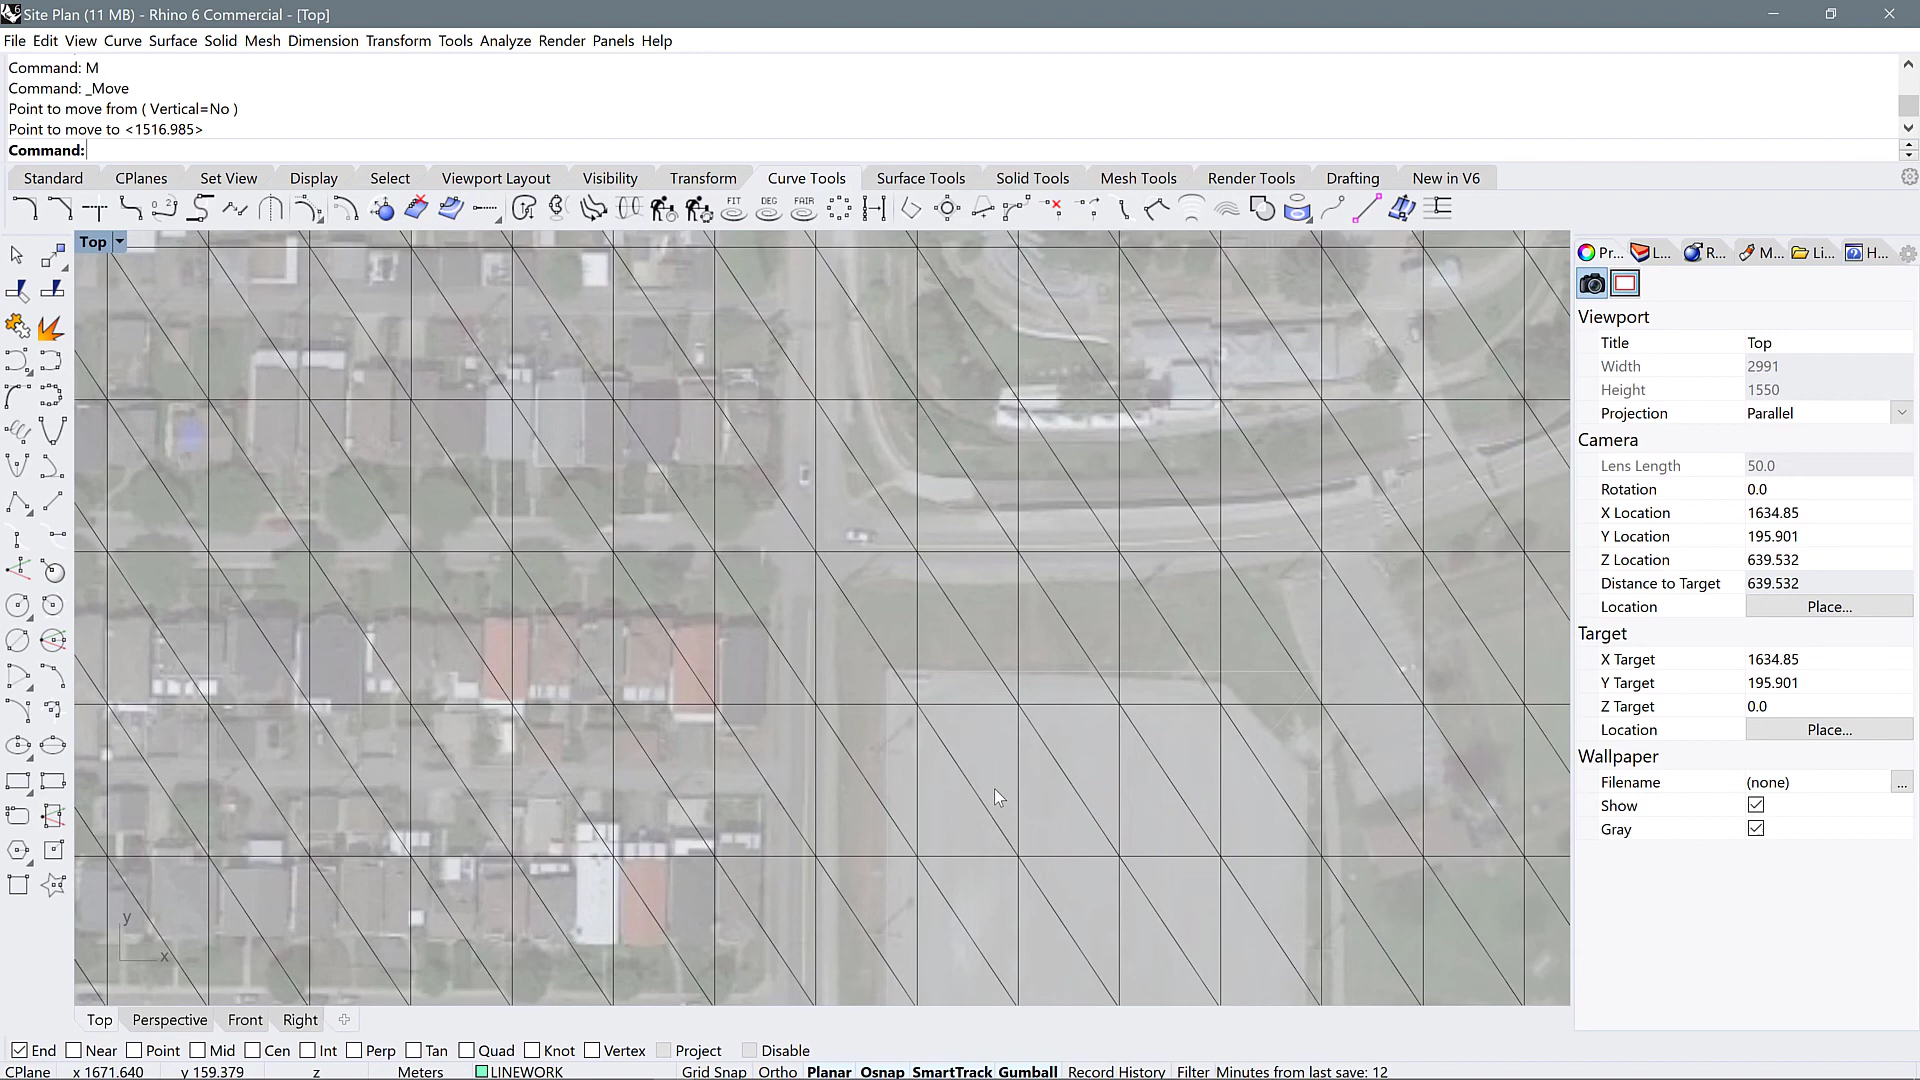 Site Plan (11 MB) - Rhino 6 Commercial - [Top]
File Edit View Curve Surface Solid Mesh Dimension Transform Tools Analyze Render Panels Help
Command: M
Command: _Move
Point to move from ( Vertical=No )
Point to move to <1516.985>
Command:
Standard CPlanes Set View Display Select Viewport Layout Visibility Transform Curve Tools Surface Tools Solid Tools Mesh Tools Render Tools Drafting New in V6
FIT DEG FAIR
Top
Pr... L... R... M... Li... H...
Viewport
Title Top
Width 2991
Height 1550
Projection Parallel
Camera
Lens Length 50.0
Rotation 0.0
X Location 1634.85
Y Location 195.901
Z Location 639.532
Distance to Target 639.532
Location Place...
Target
X Target 1634.85
Y Target 195.901
Z Target 0.0
Location Place...
Wallpaper
Filename (none) ...
Show
Gray
y
x
Top Perspective Front Right
End Near Point Mid Cen Int Perp Tan Quad Knot Vertex Project Disable
CPlane x 1671.640 y 159.379 z Meters LINEWORK Grid Snap Ortho Planar Osnap SmartTrack Gumball Record History Filter Minutes from last save: 12